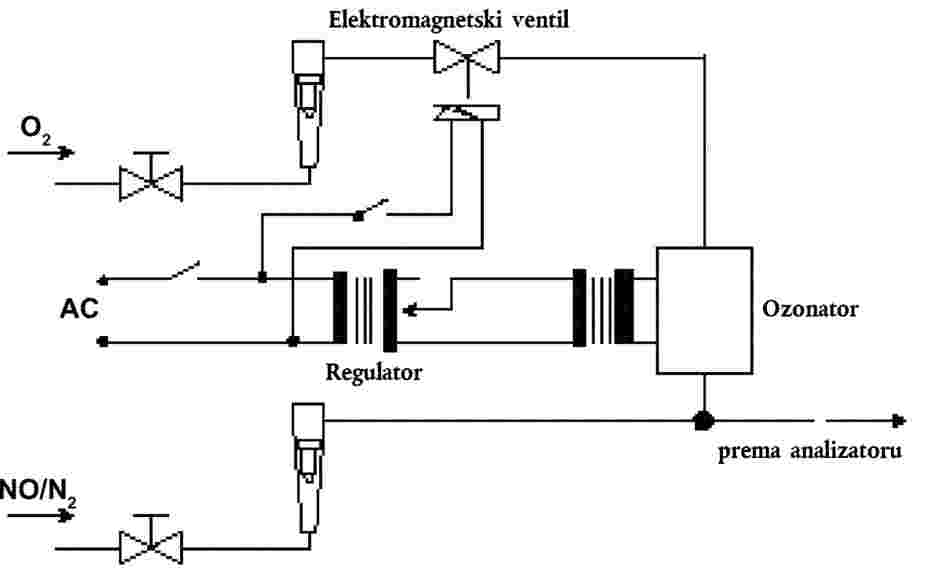 Elektromagnetski ventil
O2
AC
Ozonator
Regulator
prema analizatoru
NO/N2